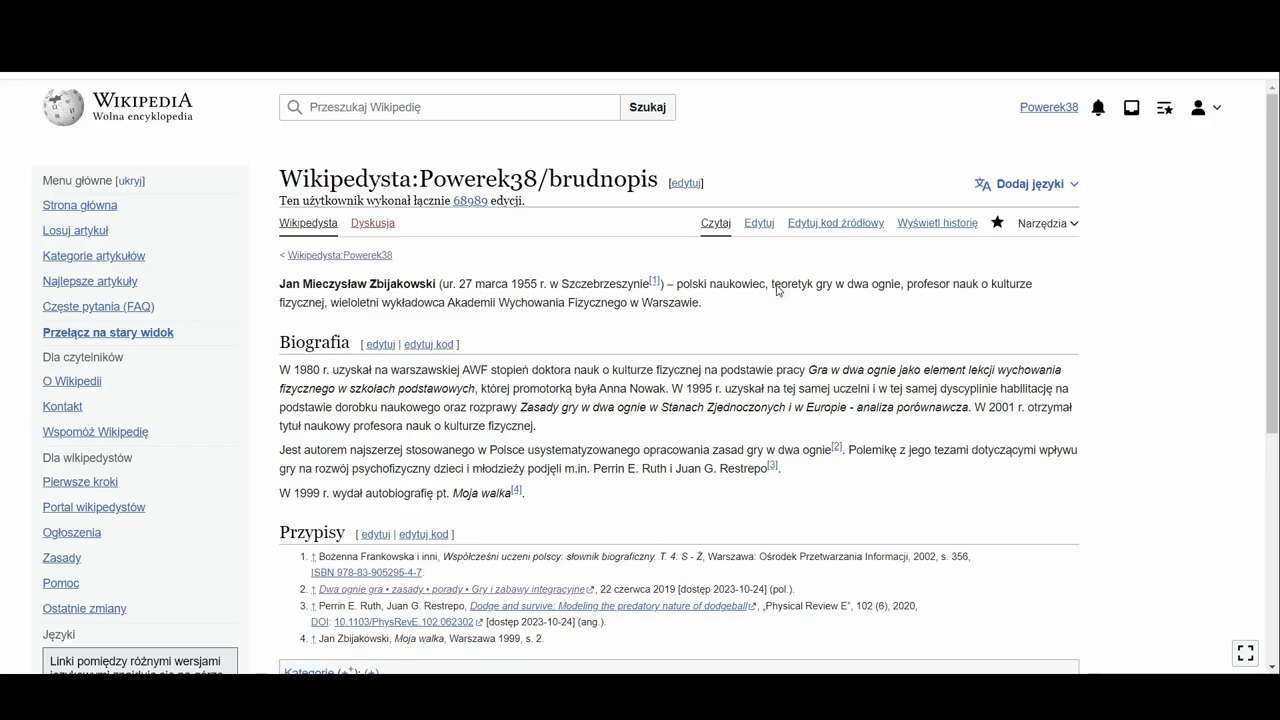 WIKIPEDIA
Wolna encyklopedia
Przeszukaj Wikipedię
Szukaj
Powerek38
Menu główne [ukryj]
Strona główna
Losuj artykuł
Kategorie artykułów
Najlepsze artykuły
Częste pytania (FAQ)
Przełącz na stary widok
Dla czytelników
O Wikipedii
Kontakt
Wspomóż Wikipedię
Dla wikipedystów
Pierwsze kroki
Portal wikipedystów
Ogłoszenia
Zasady
Pomoc
Ostatnie zmiany
Języki
Linki pomiędzy różnymi wersjami
Wikipedysta:Powerek38/brudnopis [edytuj]
Dodaj języki
Ten użytkownik wykonał łącznie 68989 edycji.
Wikipedysta Dyskusja Czytaj Edytuj Edytuj kod źródłowy Wyświetl historię Narzędzia
< Wikipedysta:Powerek38
Jan Mieczysław Zbijakowski (ur. 27 marca 1955 r. w Szczebrzeszynie[1]) – polski naukowiec, teoretyk gry w dwa ognie, profesor nauk o kulturze
fizycznej, wieloletni wykładowca Akademii Wychowania Fizycznego w Warszawie.
Biografia [ edytuj | edytuj kod ]
W 1980 r. uzyskał na warszawskiej AWF stopień doktora nauk o kulturze fizycznej na podstawie pracy Gra w dwa ognie jako element lekcji wychowania
fizycznego w szkołach podstawowych, której promotorką była Anna Nowak. W 1995 r. uzyskał na tej samej uczelni i w tej samej dyscyplinie habilitację na
podstawie dorobku naukowego oraz rozprawy Zasady gry w dwa ognie w Stanach Zjednoczonych i w Europie - analiza porównawcza. W 2001 r. otrzymał
tytuł naukowy profesora nauk o kulturze fizycznej.
Jest autorem najszerzej stosowanego w Polsce usystematyzowanego opracowania zasad gry w dwa ognie[2]. Polemikę z jego tezami dotyczącymi wpływu
gry na rozwój psychofizyczny dzieci i młodzieży podjęli m.in. Perrin E. Ruth i Juan G. Restrepo[3].
W 1999 r. wydał autobiografię pt. Moja walka[4].
Przypisy [ edytuj | edytuj kod ]
1. ↑ Bożenna Frankowska i inni, Współcześni uczeni polscy: słownik biograficzny. T. 4: S - Ż, Warszawa: Ośrodek Przetwarzania Informacji, 2002, s. 356,
ISBN 978-83-905295-4-7.
2. ↑ Dwa ognie gra • zasady • porady • Gry i zabawy integracyjne, 22 czerwca 2019 [dostęp 2023-10-24] (pol.).
3. ↑ Perrin E. Ruth, Juan G. Restrepo, Dodge and survive: Modeling the predatory nature of dodgeball, „Physical Review E”, 102 (6), 2020,
DOI: 10.1103/PhysRevE.102.062302 [dostęp 2023-10-24] (ang.).
4. ↑ Jan Zbijakowski, Moja walka, Warszawa 1999, s. 2.
Kategorie (++): (+)